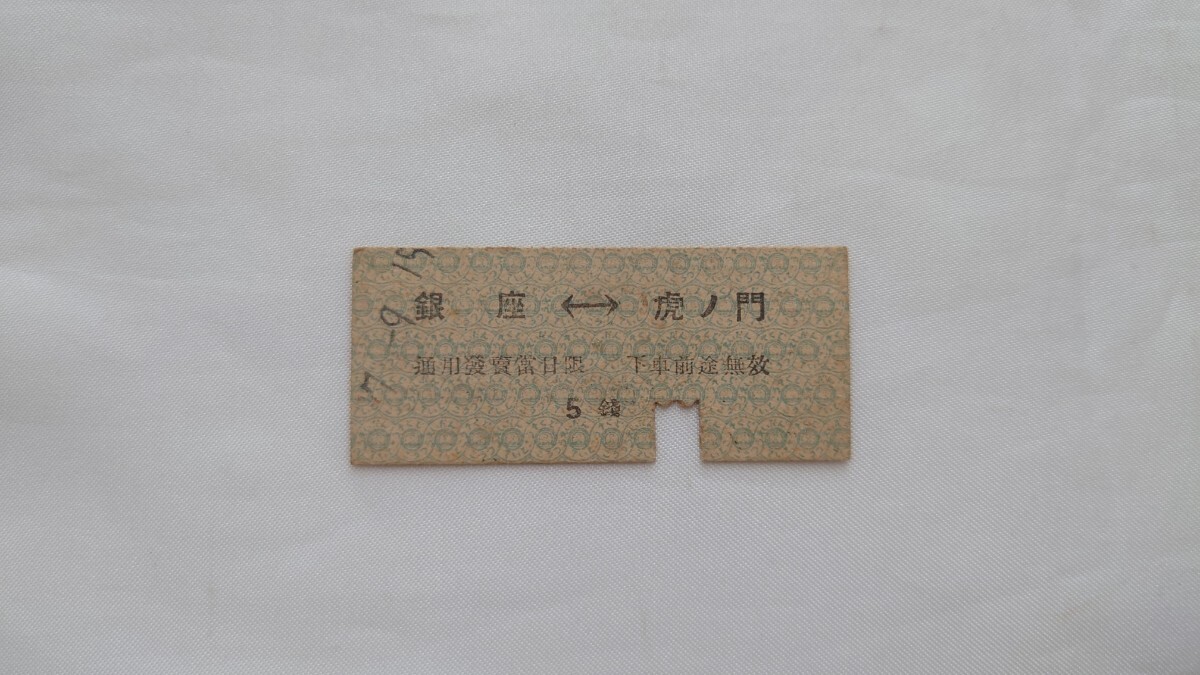 銀座 ⟷ 虎ノ門
通用發賣當日限 下車前途無效
5 錢
-9 15